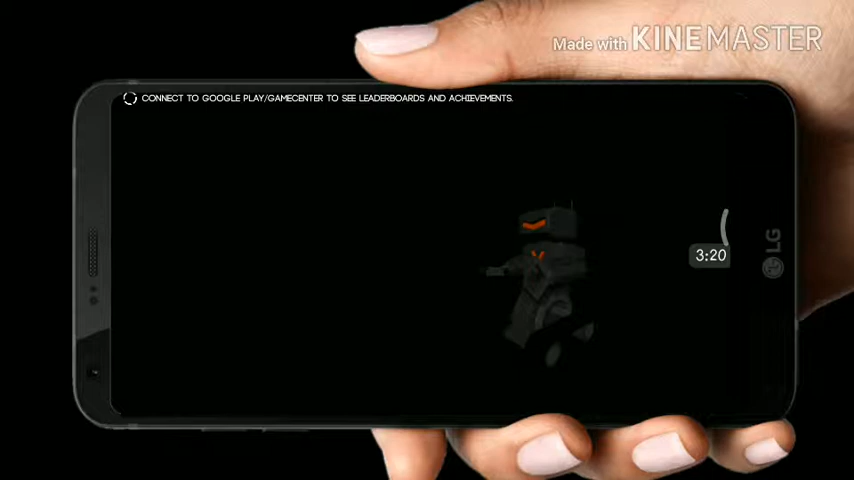 Made with KINEMASTER
CONNECT TO GOOGLE PLAY/GAMECENTER TO SEE LEADERBOARDS AND ACHIEVEMENTS.
3:20
LG